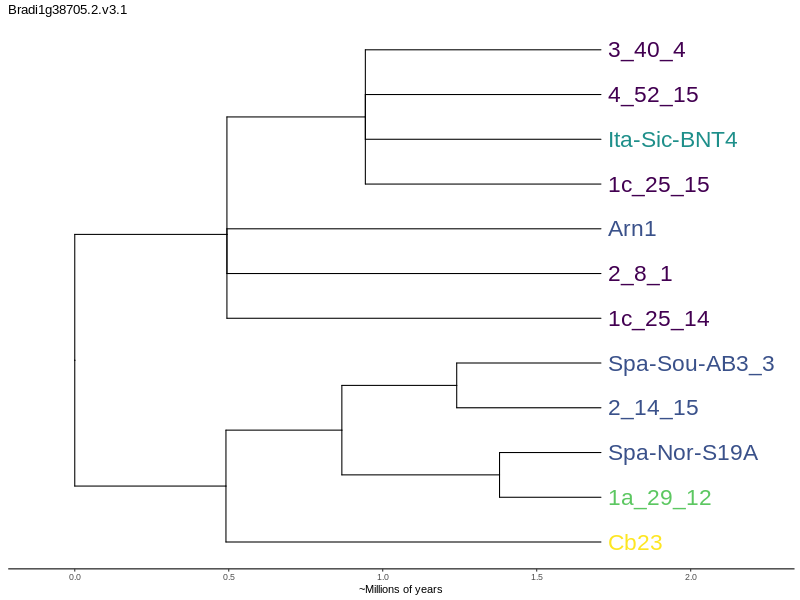 Bradi1g38705.2.v3.1
3_40_4
4_52_15
Ita-Sic-BNT4
1c_25_15
Arn1
2_8_1
1c_25_14
Spa-Sou-AB3_3
2_14_15
Spa-Nor-S19A
1a_29_12
Cb23
0.0 0.5 1.0 1.5 2.0
~Millions of years